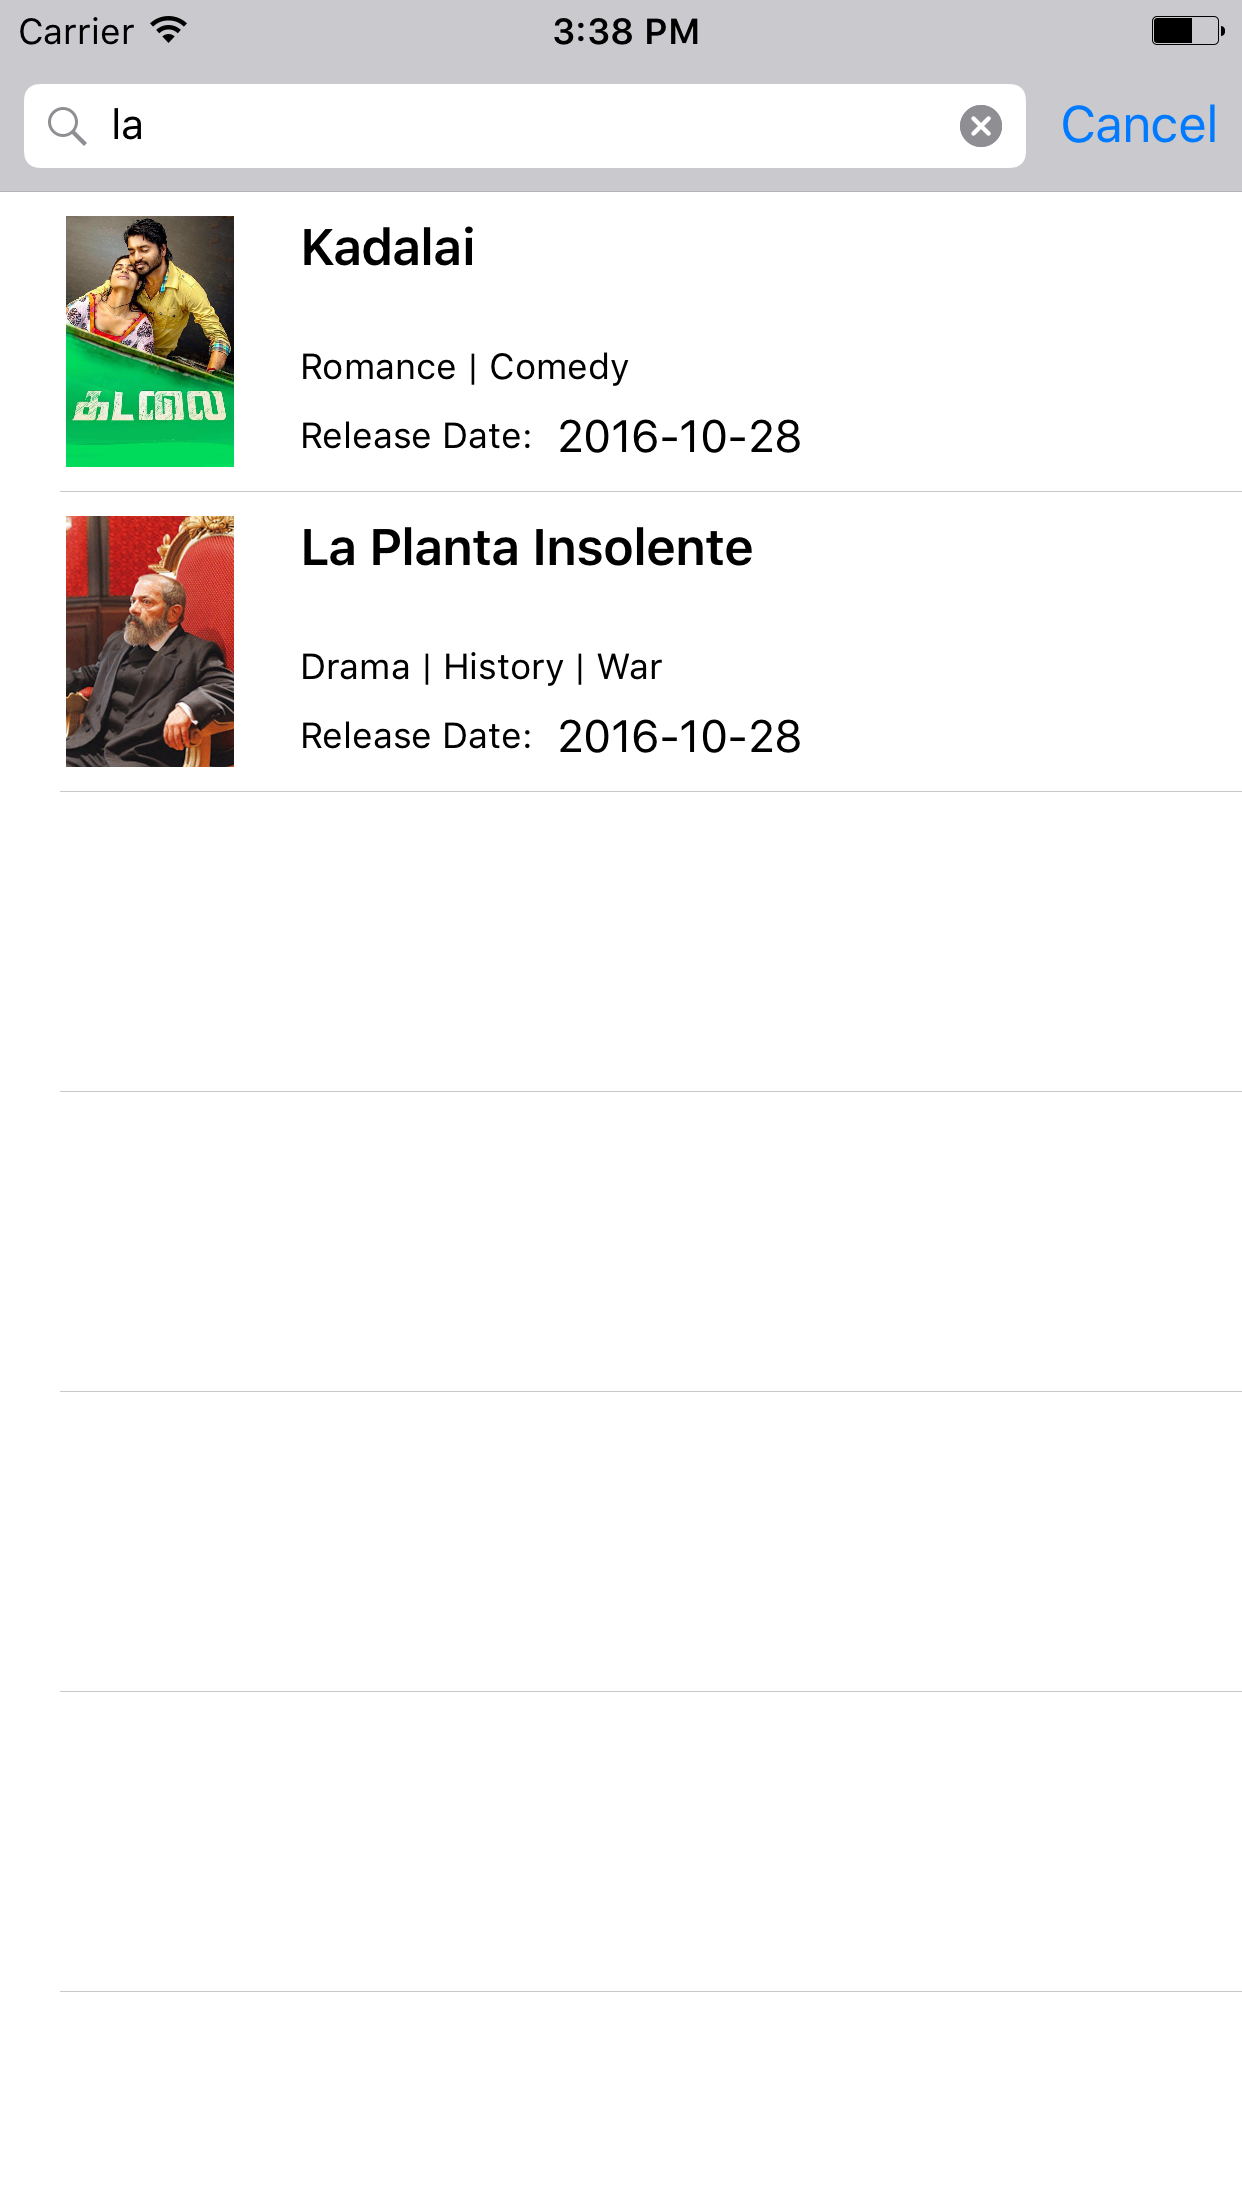 Carrier 3:38 PM
la Cancel
Kadalai
Romance | Comedy
Release Date: 2016-10-28
கடலை
La Planta Insolente
Drama | History | War
Release Date: 2016-10-28